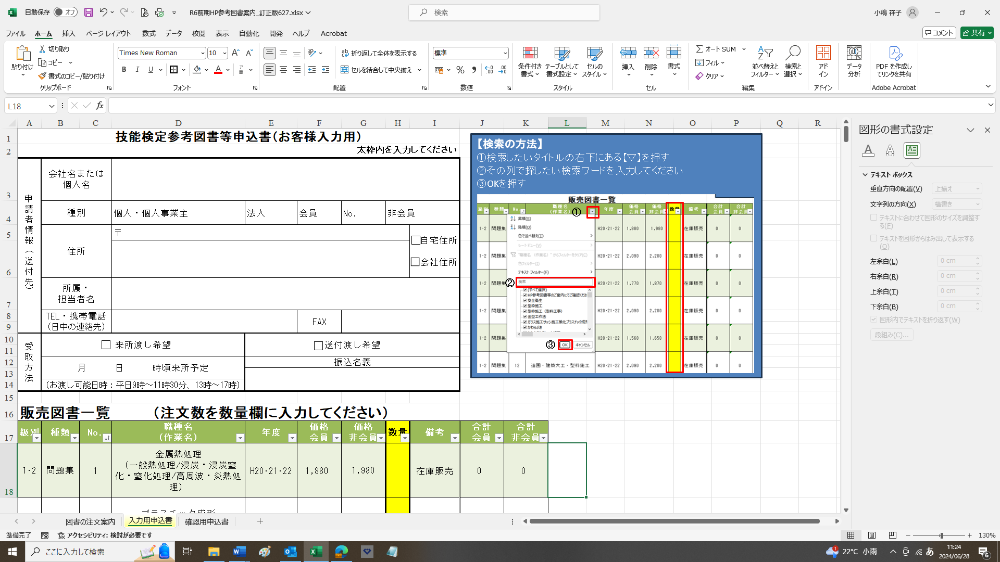 自動保存 オフ R6前期HP参考図書案内_訂正版627.xlsx 検索 小嶋 祥子
ファイル ホーム 挿入 ページ レイアウト 数式 データ 校閲 表示 自動化 開発 ヘルプ Acrobat コメント 共有
貼り付け 切り取り コピー 書式のコピー/貼り付け クリップボード
Times New Roman 10 B I U フォント
折り返して全体を表示する セルを結合して中央揃え 配置
標準 % 数値
条件付き書式 テーブルとして書式設定 セルのスタイル スタイル
挿入 削除 書式 セル
オート SUM フィル クリア 並べ替えとフィルター 検索と選択 編集
アドイン アドイン データ分析 PDF を作成してリンクを共有 Adobe Acrobat
L18 fx
A B C D E F G H I J K L M N O P Q R
1 技能検定参考図書等申込書(お客様入力用)
2 太枠内を入力してください
3 申請者情報(送付先) 会社名または個人名
4 種別 個人・個人事業主 法人 会員 No. 非会員
5 住所 〒 自宅住所
6 会社住所
7 所属・担当者名
8 TEL・携帯電話 FAX
9 (日中の連絡先)
10 受取方法 来所渡し希望 送付渡し希望
11
12 振込名義
13 月 日 時頃来所予定
14 (お渡し可能日時:平日9時~11時30分、13時~17時)
15
16 販売図書一覧 (注文数を数量欄に入力してください)
17 級別 種類 No. 職種名(作業名) 年度 価格会員 価格非会員 数量 備考 合計会員 合計非会員
18 1・2 問題集 1 金属熱処理(一般熱処理/浸炭・浸炭窒化・窒化処理/高周波・炎熱処理) H20・21・22 1,880 1,980 在庫販売 0 0
プラスチック成形
【検索の方法】
①検索したいタイトルの右下にある【▽】を押す
②その列で探したい検索ワードを入力してください
③OKを押す
販売図書一覧
級別 種類 No. 職種名(作業名) ① 年度 価格会員 価格非会員 数量 備考 合計会員 合計非会員
昇順(S)
降順(O)
色で並べ替え(T)
シートビュー(V)
"職種名 (作業名)" からフィルターをクリア(C)
色フィルター(I)
テキスト フィルター(F)
② 検索
(すべて選択)
HP参考図書等のご案内にてご確認くださ
安全衛生
型枠施工
型枠施工(型枠工事)
金型工作法
ガラス施工サッシ施工敷化プラスチック成形
かわらぶき
③ OK キャンセル
1・2 問題集 H20・21・22 1,880 1,980 在庫販売 0 0
1・2 問題集 H20・21・22 2,090 2,200 在庫販売 0 0
1・2 問題集 H20・21・22 1,770 1,870 在庫販売 0 0
1・2 問題集 H20・21・22 2,090 2,200 在庫販売 0 0
1・2 問題集 H20・21・22 1,560 1,650 在庫販売 0 0
1・2 問題集 12 造園・建築大工・型枠施工 H20・21・22 2,090 2,200 在庫販売 0 0
図形の書式設定
テキスト ボックス
垂直方向の配置(V) 上揃え
文字列の方向(X) 横書き
テキストに合わせて図形のサイズを調整する(F)
テキストを図形からはみ出して表示する(O)
左余白(L) 0 cm
右余白(R) 0 cm
上余白(T) 0 cm
下余白(B) 0 cm
図形内でテキストを折り返す(W)
段組み(C)...
図書の注文案内 入力用申込書 確認用申込書
準備完了 アクセシビリティ: 検討が必要です 130%
ここに入力して検索 1 22°C 小雨 あ 11:24 2024/06/28 6